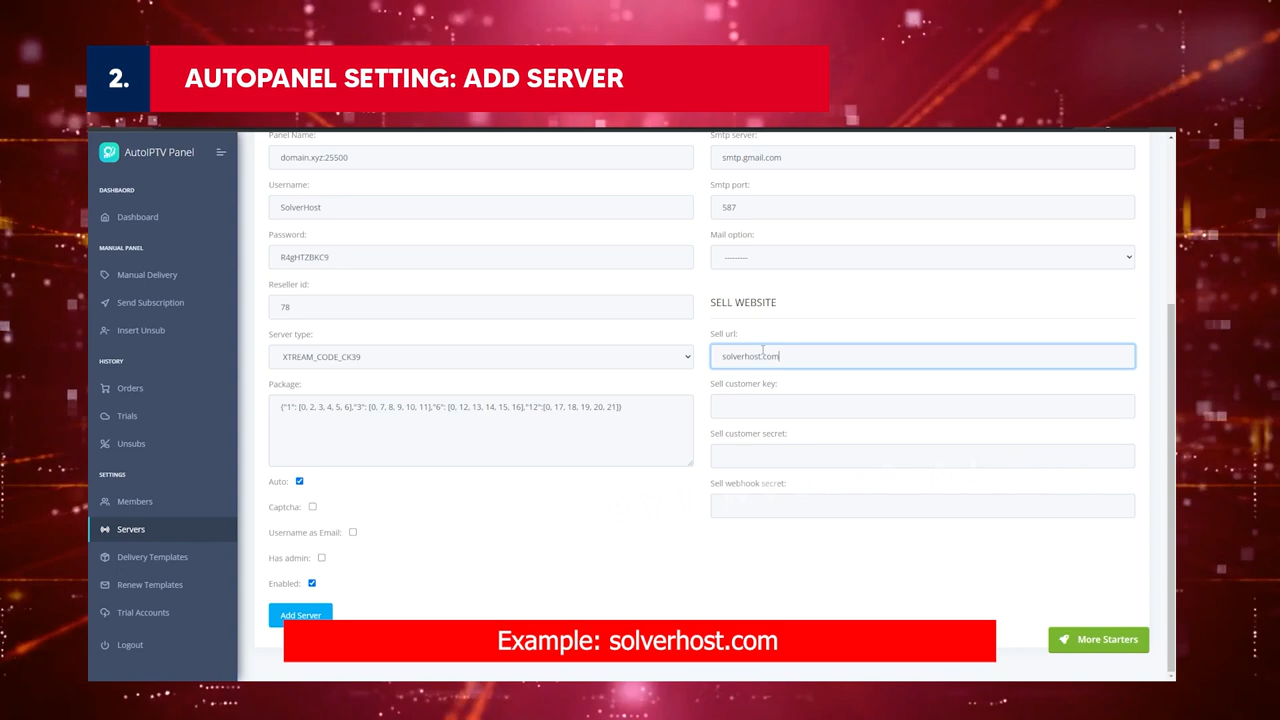 2.
AUTOPANEL SETTING: ADD SERVER
AutoIPTV Panel
DASHBAORD
Dashboard
MANUAL PANEL
Manual Delivery
Send Subscription
Insert Unsub
HISTORY
Orders
Trials
Unsubs
SETTINGS
Members
Servers
Delivery Templates
Renew Templates
Trial Accounts
Logout
Panel Name:
domain.xyz:25500
Username:
SolverHost
Password:
R4gHTZBKC9
Reseller id:
78
Server type:
XTREAM_CODE_CK39
Package:
{"1": [0, 2, 3, 4, 5, 6],"3": [0, 7, 8, 9, 10, 11],"6": [0, 12, 13, 14, 15, 16],"12":[0, 17, 18, 19, 20, 21]}
Auto:
Captcha:
Username as Email:
Has admin:
Enabled:
Add Server
Smtp server:
smtp.gmail.com
Smtp port:
587
Mail option:
---------
SELL WEBSITE
Sell url:
solverhost.com
Sell customer key:
Sell customer secret:
Sell webhook secret:
More Starters
Example: solverhost.com